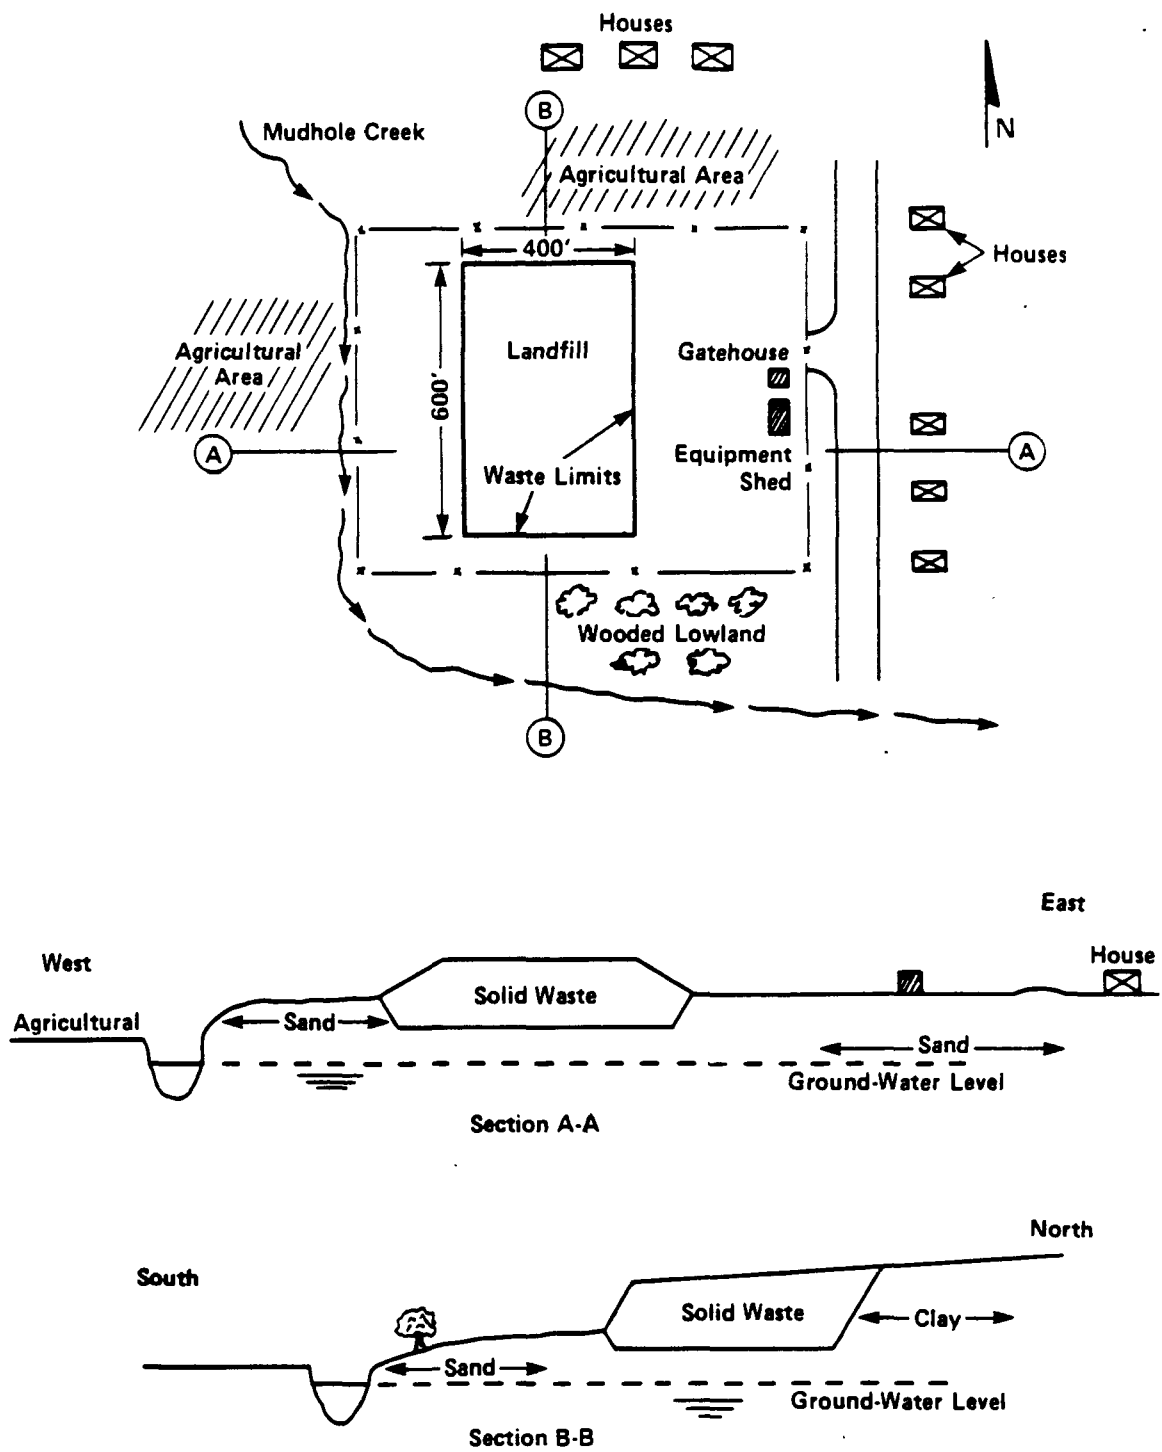 Houses
B
N
Mudhole Creek
Agricultural Area
400'
Houses
Landfill
Gatehouse
Agricultural
Area
600'
A
Waste Limits
Equipment
Shed
A
Wooded Lowland
B
East
West
House
Solid Waste
Agricultural
Sand
Sand
Ground-Water Level
Section A-A
North
South
Solid Waste
Clay
Sand
Ground-Water Level
Section B-B